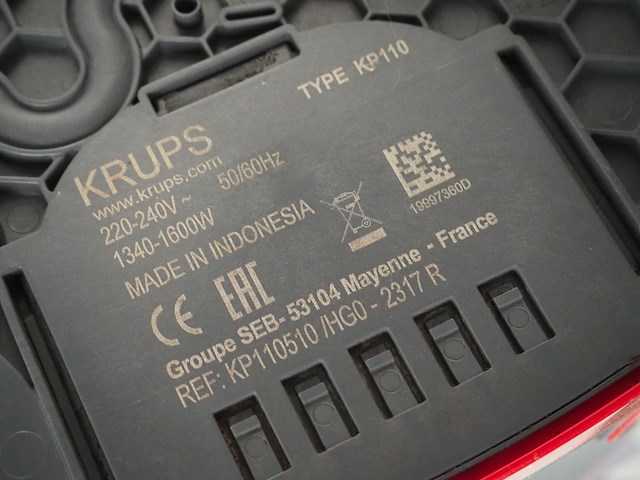 TYPE KP110
KRUPS
www.krups.com
220-240V ~ 50/60Hz
1340-1600W
MADE IN INDONESIA
19997360D
CE EAC
Groupe SEB- 53104 Mayenne - France
REF: KP110510 /HG0 - 2317 R